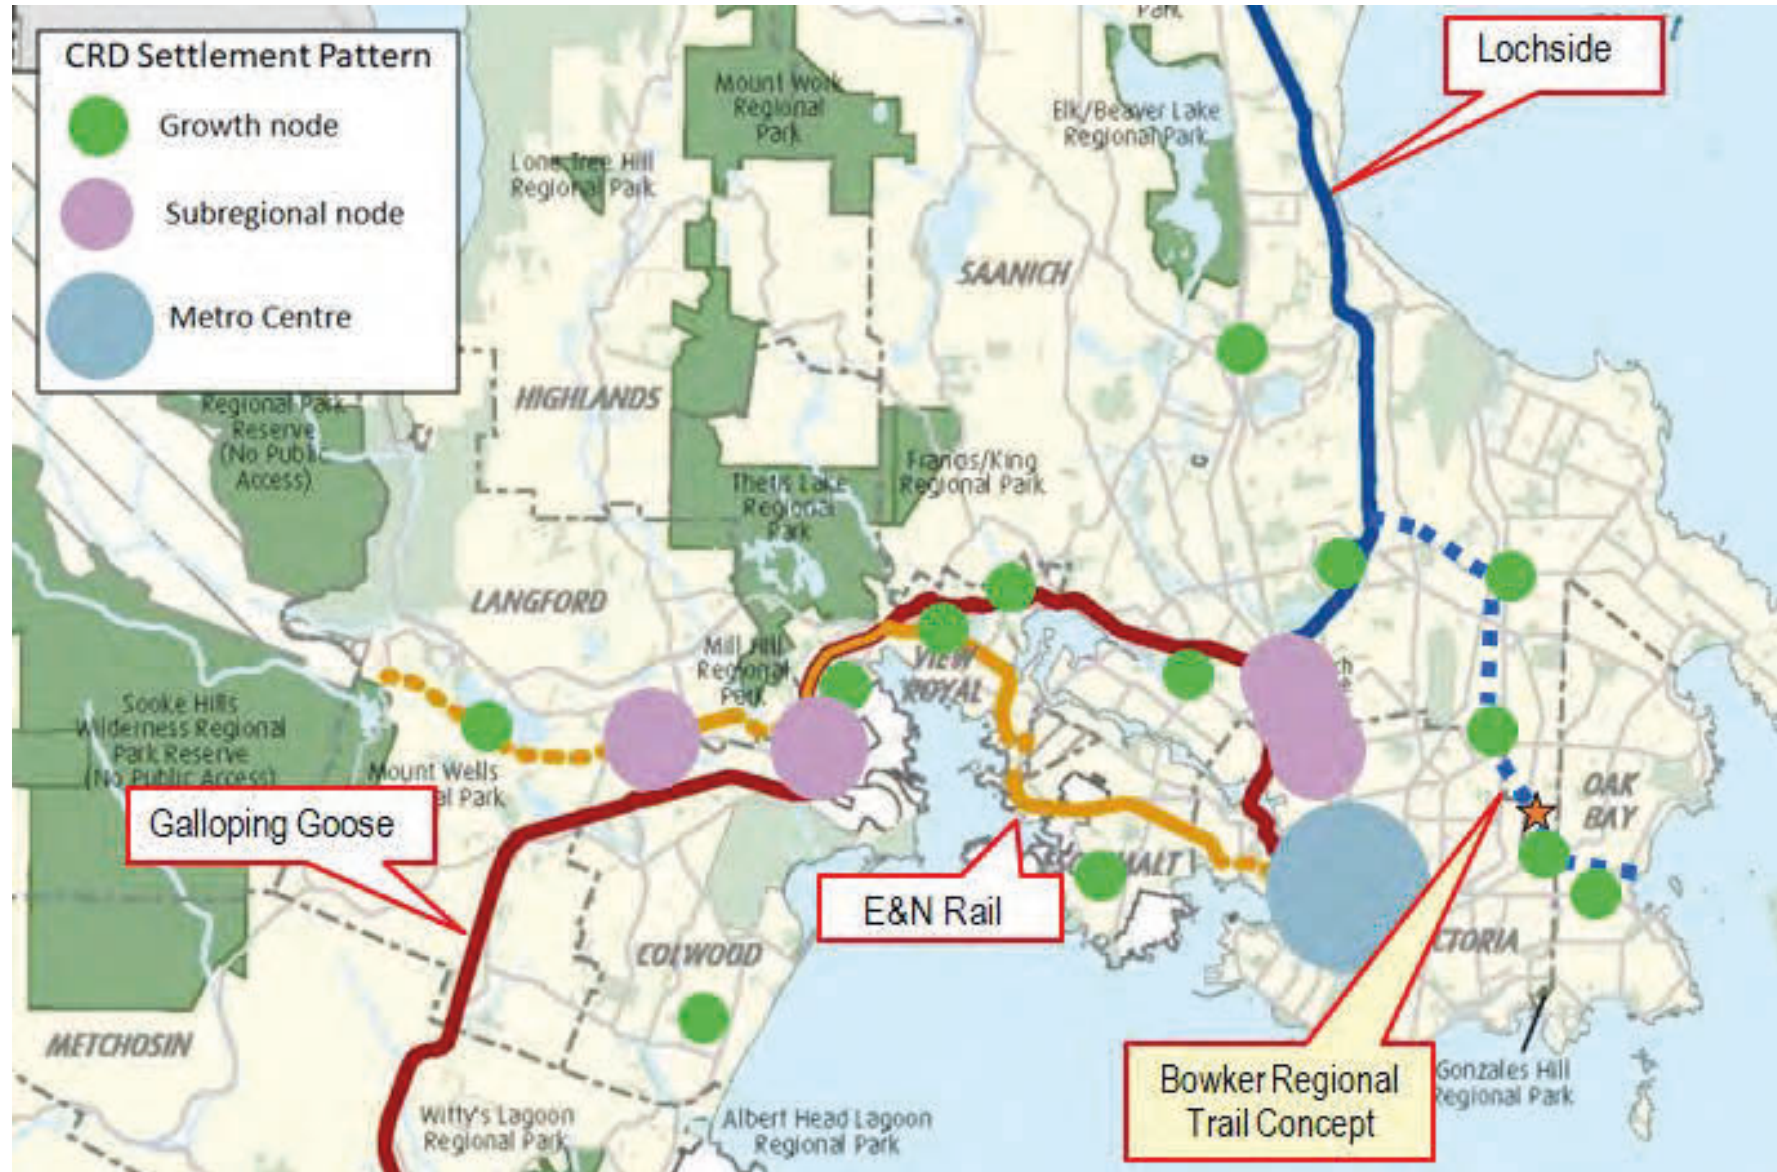 Park
CRD Settlement Pattern
Growth node
Subregional node
Metro Centre
Lochside
Mount Work
Regional
Park
Elk/Beaver Lake
Regional Park
Lone Tree Hill
Regional Park
SAANICH
HIGHLANDS
Regional Park
Reserve
(No Public
Access)
Francis/King
Regional Park
Thetis Lake
Regional
Park
LANGFORD
Mill Hill
Regional
Park
VIEW
ROYAL
Sooke Hills
Wilderness Regional
Park Reserve
(No Public Access)
Mount Wells
al Park
OAK
BAY
Galloping Goose
E&N Rail
COLWOOD
CTORIA
METCHOSIN
Bowker Regional
Trail Concept
Gonzales Hill
Regional Park
Witty's Lagoon
Regional Park
Albert Head Lagoon
Regional Park